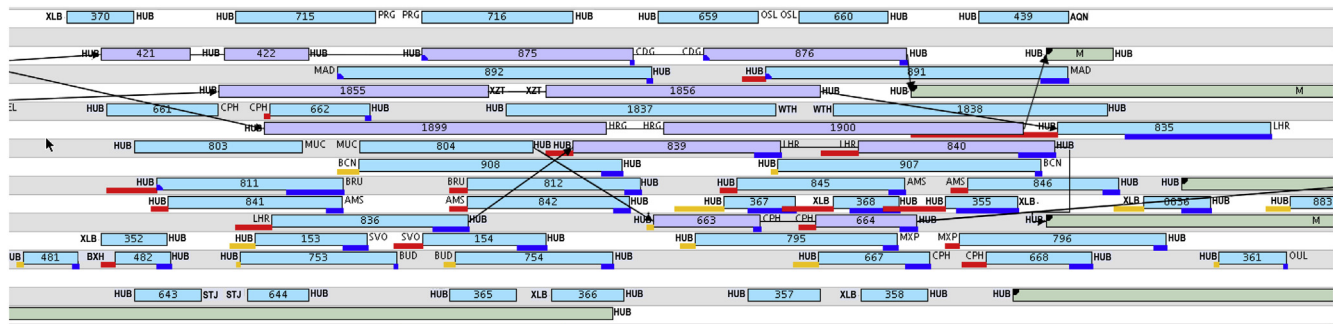 XLB 370 HUB HUB 715 PRG PRG 716 HUB HUB 659 OSL OSL 660 HUB HUB 439 AQN
HUB 421 HUB 422 HUB HUB 875 CDG CDG 876 HUB HUB M HUB
MAD 892 HUB HUB 891 MAD
HUB 1855 XZT XZT 1856 HUB HUB M
EL HUB 661 CPH CPH 662 HUB HUB 1837 WTH WTH 1838 HUB
HUB 1899 HRG HRG 1900 HUB 835 LHR
HUB 803 MUC MUC 804 HUB HUB 839 LHR LHR 840 HUB
BCN 908 HUB HUB 907 BCN
HUB 811 BRU BRU 812 HUB HUB 845 AMS AMS 846 HUB HUB
HUB 841 AMS AMS 842 HUB HUB 367 XLB 368 HUB HUB 355 XLB XLB 8836 HUB HUB 883
LHR 836 HUB 663 CPH CPH 664 HUB HUB M
XLB 352 HUB HUB 153 SVO SVO 154 HUB HUB 795 MXP MXP 796 HUB
UB 481 BXH 482 HUB HUB 753 BUD BUD 754 HUB HUB 667 CPH CPH 668 HUB HUB 361 OUL
HUB 643 STJ STJ 644 HUB HUB 365 XLB 366 HUB HUB 357 XLB 358 HUB HUB
HUB